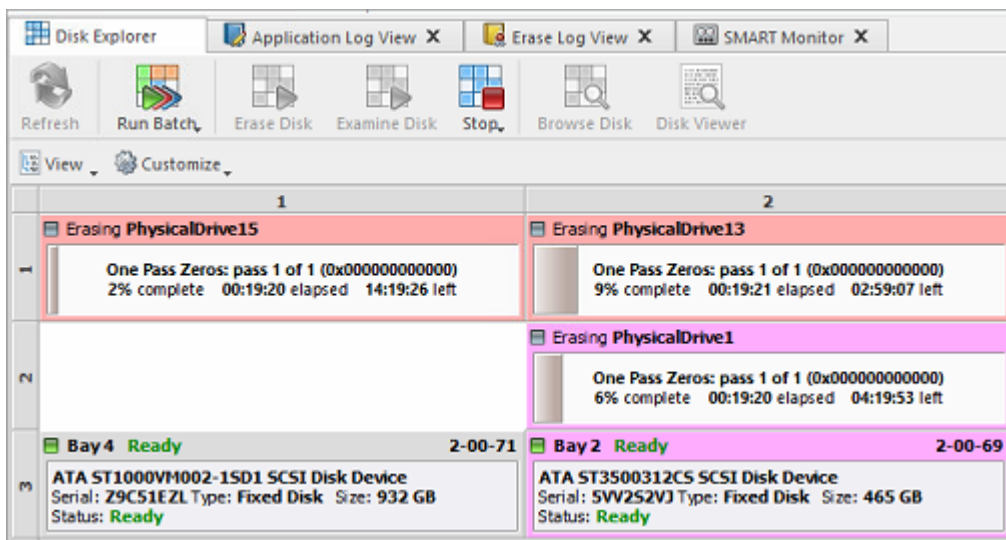 Disk Explorer Application Log View X Erase Log View X SMART Monitor X
Refresh Run Batch Erase Disk Examine Disk Stop Browse Disk Disk Viewer
View Customize
1 2
Erasing PhysicalDrive15 Erasing PhysicalDrive13
1
One Pass Zeros: pass 1 of 1 (0x000000000000) One Pass Zeros: pass 1 of 1 (0x000000000000)
2% complete 00:19:20 elapsed 14:19:26 left 9% complete 00:19:21 elapsed 02:59:07 left
Erasing PhysicalDrive1
2
One Pass Zeros: pass 1 of 1 (0x000000000000)
6% complete 00:19:20 elapsed 04:19:53 left
Bay 4 Ready 2-00-71 Bay 2 Ready 2-00-69
3
ATA ST1000VM002-1SD1 SCSI Disk Device ATA ST3500312CS SCSI Disk Device
Serial: Z9C51EZL Type: Fixed Disk Size: 932 GB Serial: 5VV2S2VJ Type: Fixed Disk Size: 465 GB
Status: Ready Status: Ready